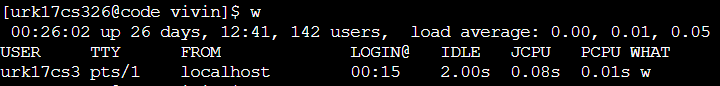 [urk17cs326@code vivin]$ w
00:26:02 up 26 days, 12:41, 142 users, load average: 0.00, 0.01, 0.05
USER TTY FROM LOGIN@ IDLE JCPU PCPU WHAT
urk17cs3 pts/1 localhost 00:15 2.00s 0.08s 0.01s w